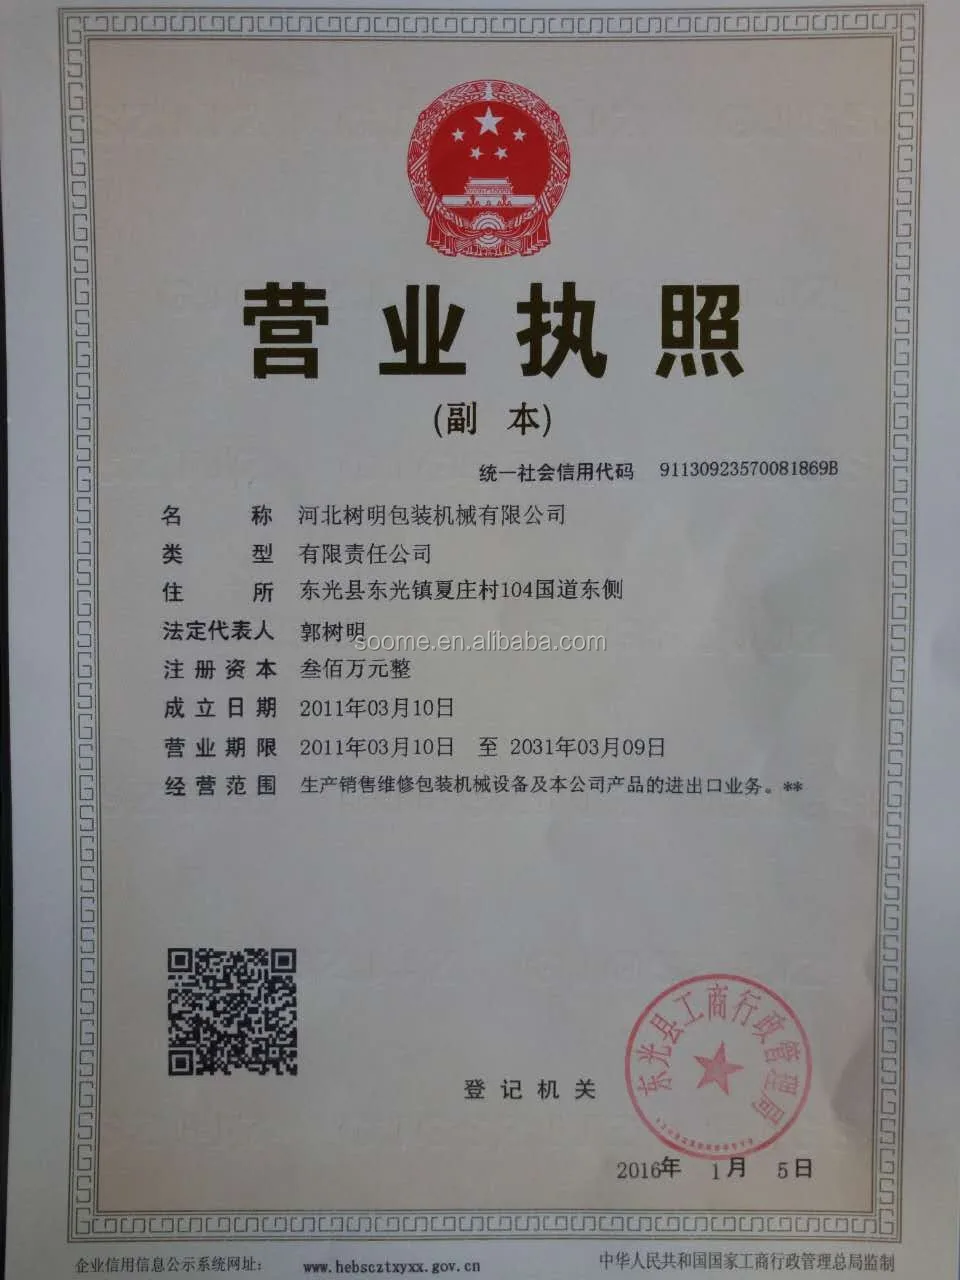 营业执照
(副 本)
统一社会信用代码 91130923570081869B
名 称 河北树明包装机械有限公司
类 型 有限责任公司
住 所 东光县东光镇夏庄村104国道东侧
法定代表人 郭树明
soome.en.alibaba.com
注册资本 叁佰万元整
成立日期 2011年03月10日
营业期限 2011年03月10日 至 2031年03月09日
经营范围 生产销售维修包装机械设备及本公司产品的进出口业务。**
东光县工商行政管理局
登记机关
2016年 1月 5日
企业信用信息公示系统网址: www.hebscztxyxx.gov.cn 中华人民共和国国家工商行政管理总局监制